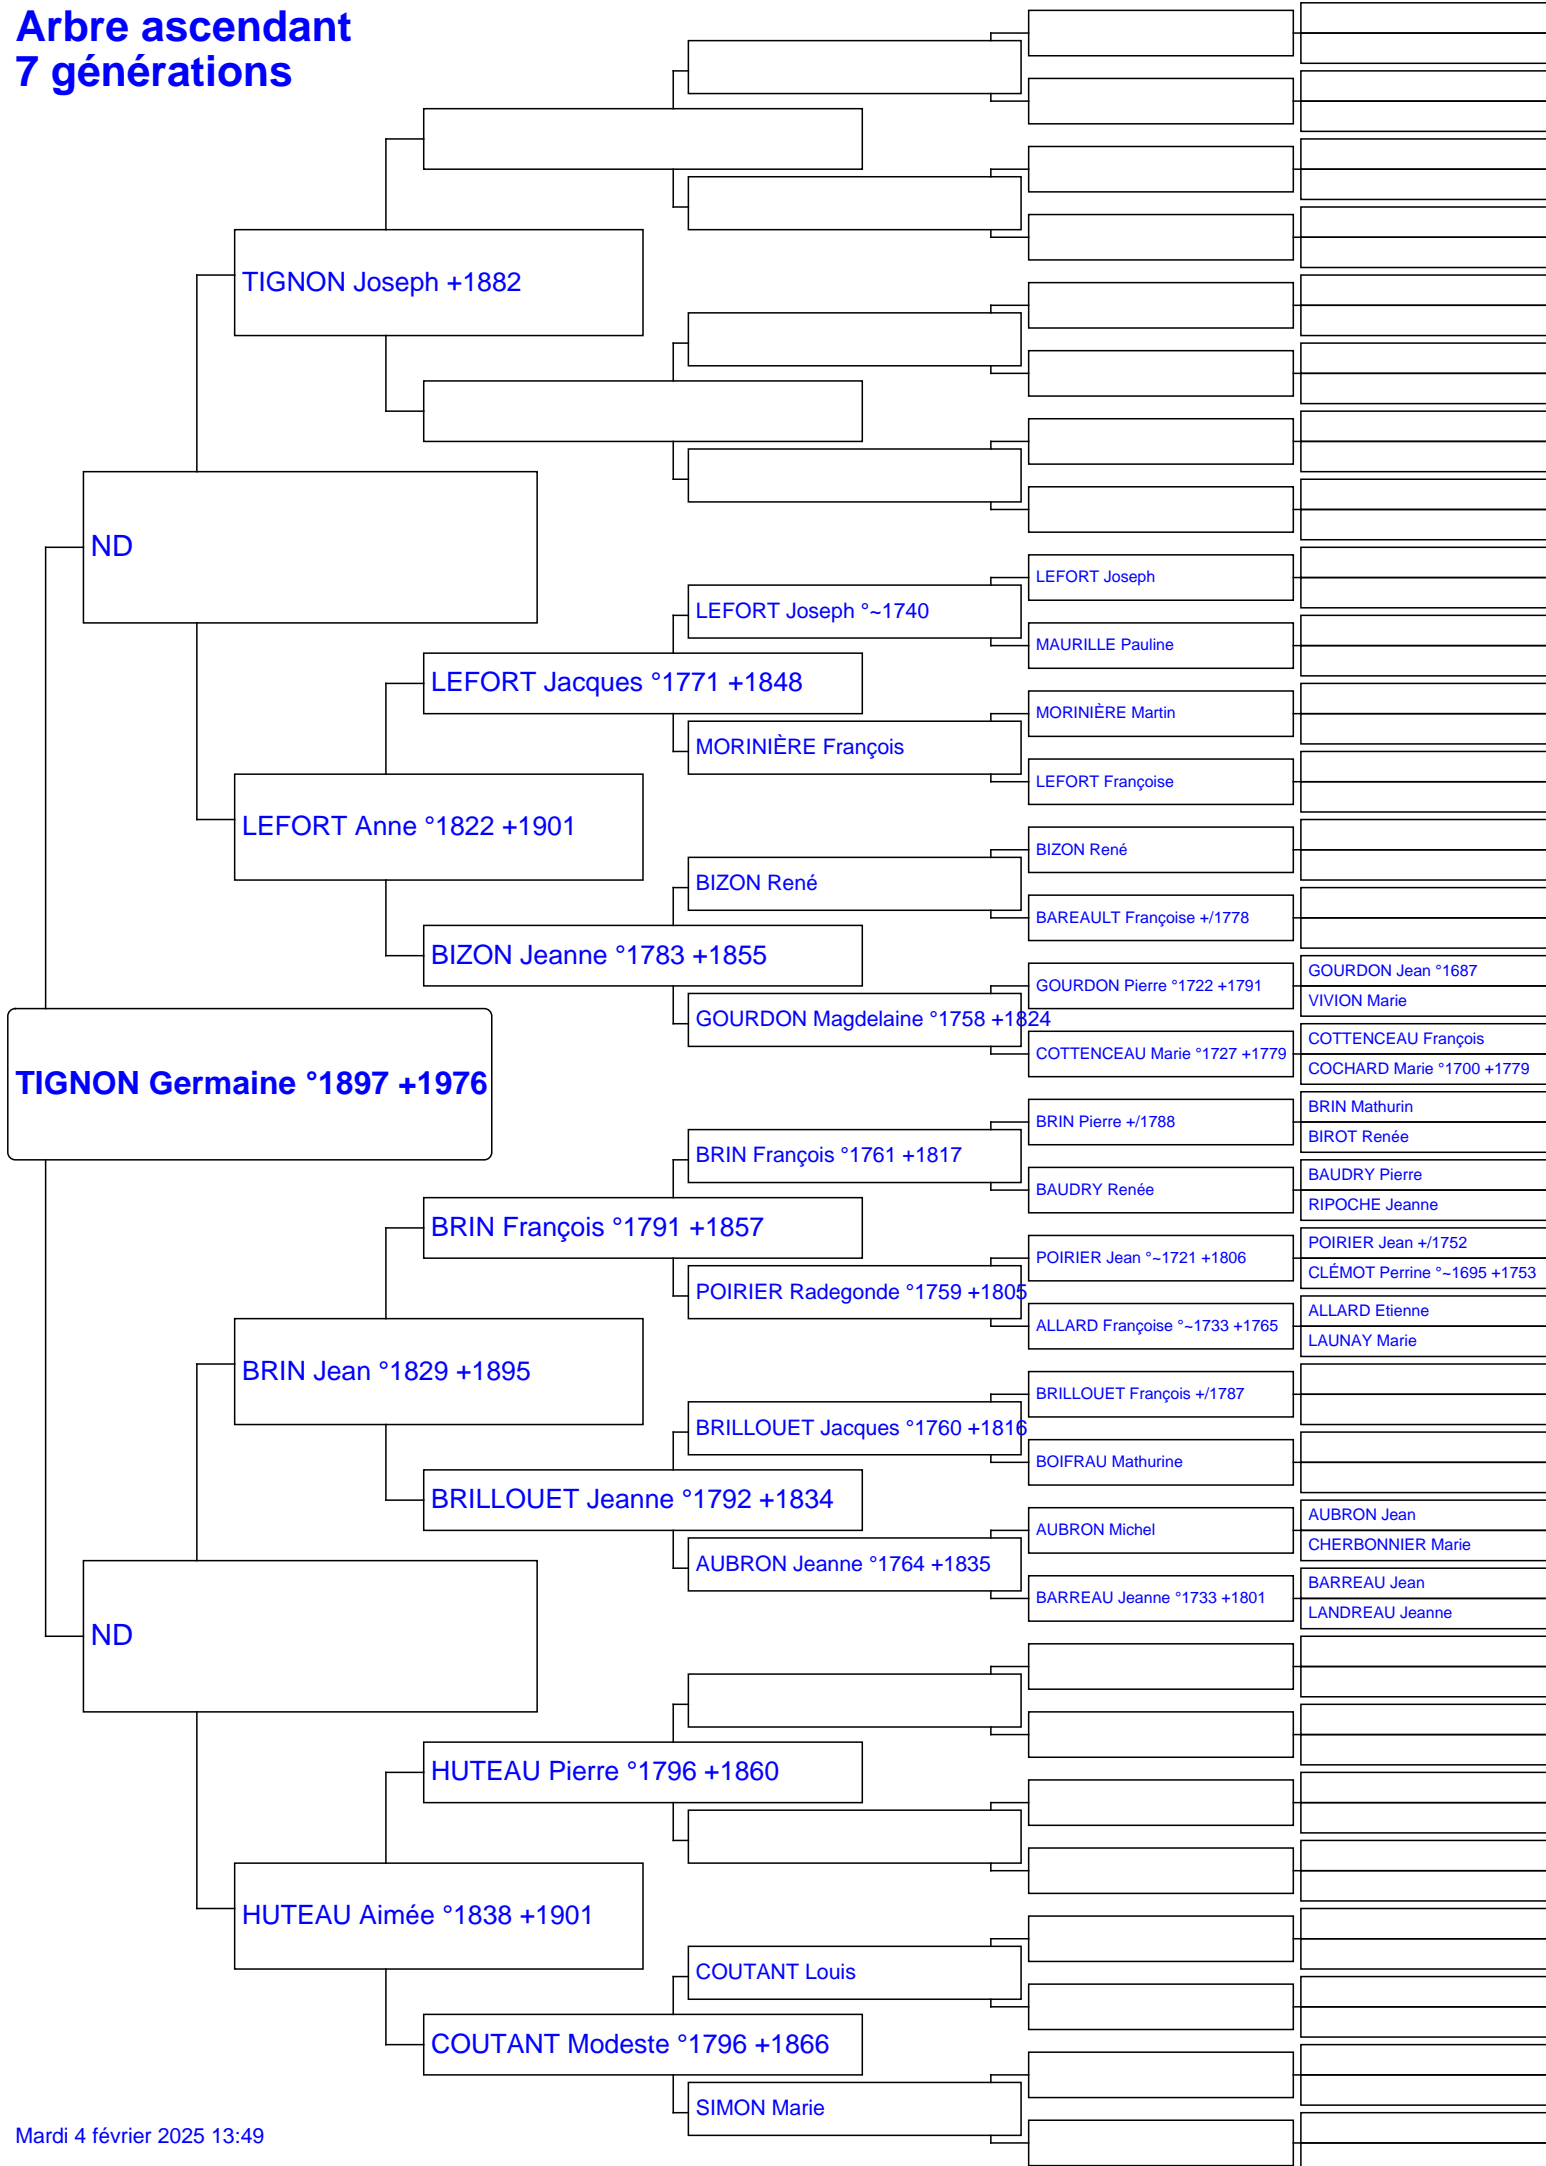 Arbre ascendant
7 générations
TIGNON Joseph +1882
ND
LEFORT Joseph
LEFORT Joseph °~1740
MAURILLE Pauline
LEFORT Jacques °1771 +1848
MORINIÈRE Martin
MORINIÈRE François
LEFORT Françoise
LEFORT Anne °1822 +1901
BIZON René
BIZON René
BAREAULT Françoise +/1778
BIZON Jeanne °1783 +1855
GOURDON Jean °1687
GOURDON Pierre °1722 +1791
VIVION Marie
GOURDON Magdelaine °1758 +1824
COTTENCEAU François
COTTENCEAU Marie °1727 +1779
COCHARD Marie °1700 +1779
TIGNON Germaine °1897 +1976
BRIN Mathurin
BRIN Pierre +/1788
BIROT Renée
BRIN François °1761 +1817
BAUDRY Pierre
BAUDRY Renée
RIPOCHE Jeanne
BRIN François °1791 +1857
POIRIER Jean +/1752
POIRIER Jean °~1721 +1806
CLÉMOT Perrine °~1695 +1753
POIRIER Radegonde °1759 +1805
ALLARD Etienne
ALLARD Françoise °~1733 +1765
LAUNAY Marie
BRIN Jean °1829 +1895
BRILLOUET François +/1787
BRILLOUET Jacques °1760 +1816
BOIFRAU Mathurine
BRILLOUET Jeanne °1792 +1834
AUBRON Jean
AUBRON Michel
CHERBONNIER Marie
AUBRON Jeanne °1764 +1835
BARREAU Jean
BARREAU Jeanne °1733 +1801
LANDREAU Jeanne
ND
HUTEAU Pierre °1796 +1860
HUTEAU Aimée °1838 +1901
COUTANT Louis
COUTANT Modeste °1796 +1866
SIMON Marie
Mardi 4 février 2025 13:49